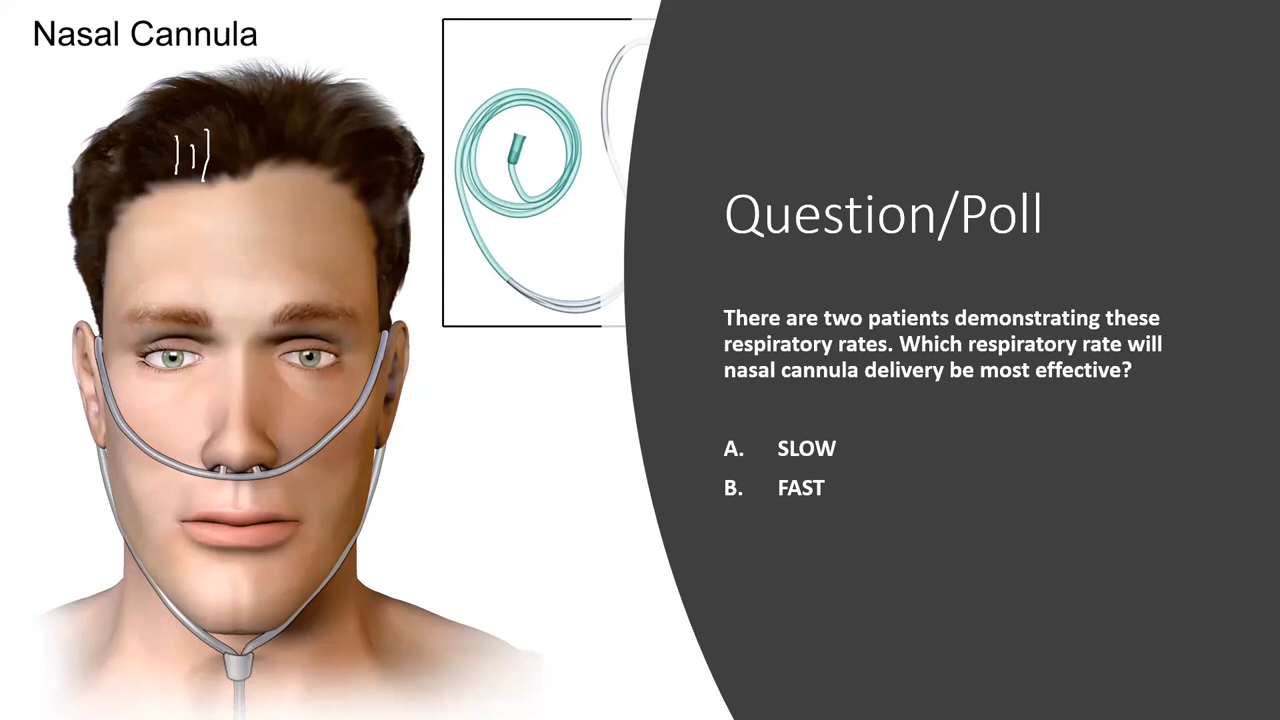 Nasal Cannula
Question/Poll
There are two patients demonstrating these
respiratory rates. Which respiratory rate will
nasal cannula delivery be most effective?
A. SLOW
B. FAST